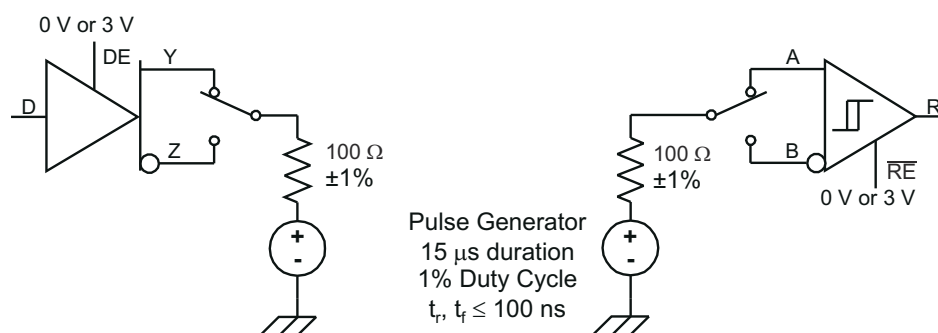 0 V or 3 V
DE
Y
D
Z
100 Ω
±1%
+
-
Pulse Generator
15 μs duration
1% Duty Cycle
tr, tf ≤ 100 ns
A
B
R
100 Ω
±1%
RE
0 V or 3 V
+
-